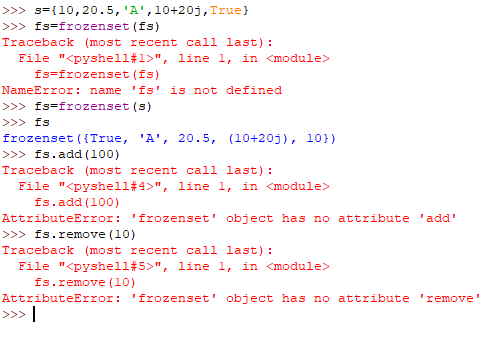 >>> s={10,20.5,'A',10+20j,True}
>>> fs=frozenset(fs)
Traceback (most recent call last):
  File "<pyshell#1>", line 1, in <module>
    fs=frozenset(fs)
NameError: name 'fs' is not defined
>>> fs=frozenset(s)
>>> fs
frozenset({True, 'A', 20.5, (10+20j), 10})
>>> fs.add(100)
Traceback (most recent call last):
  File "<pyshell#4>", line 1, in <module>
    fs.add(100)
AttributeError: 'frozenset' object has no attribute 'add'
>>> fs.remove(10)
Traceback (most recent call last):
  File "<pyshell#5>", line 1, in <module>
    fs.remove(10)
AttributeError: 'frozenset' object has no attribute 'remove'
>>>